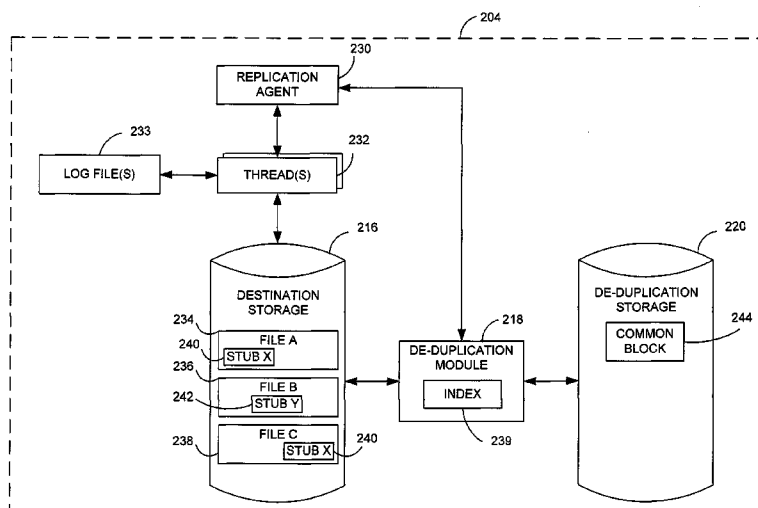 204
230
REPLICATION
AGENT
233
232
LOG FILE(S)
THREAD(S)
216
220
DESTINATION
STORAGE
DE-DUPLICATION
STORAGE
234
FILE A
240
STUB X
218
244
COMMON
BLOCK
236
FILE B
242
STUB Y
DE-DUPLICATION
MODULE
INDEX
238
FILE C
STUB X
240
239